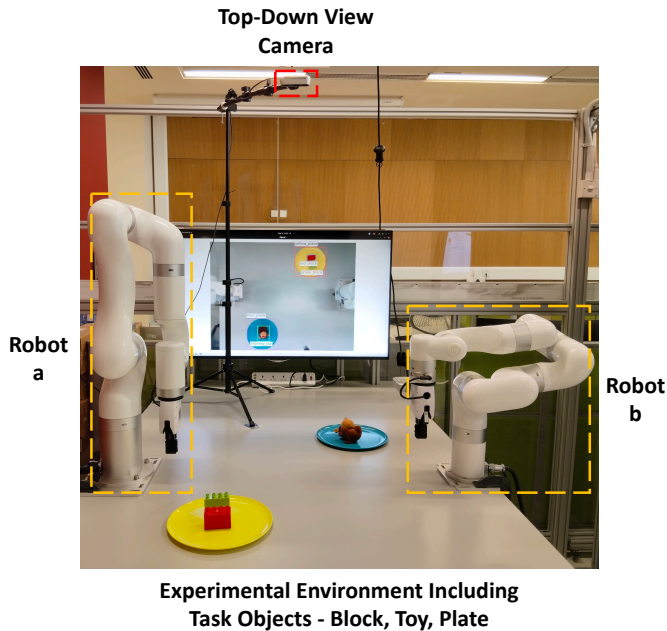 Top-Down View
Camera
Robot
a
Robot
b
Experimental Environment Including
Task Objects - Block, Toy, Plate